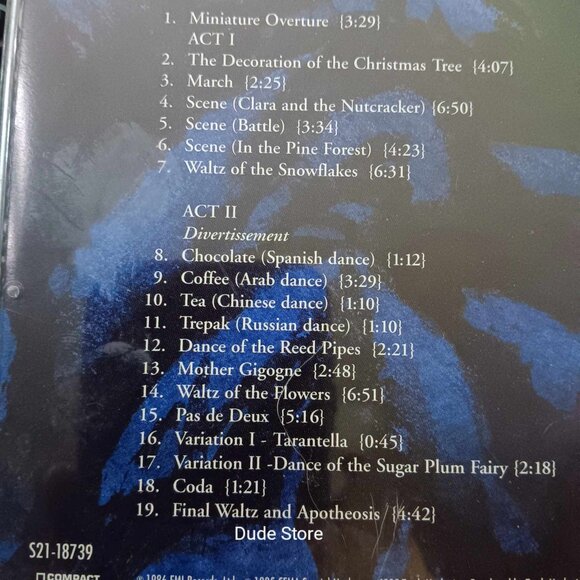 1. Miniature Overture {3:29}
ACT I
2. The Decoration of the Christmas Tree {4:07}
3. March {2:25}
4. Scene (Clara and the Nutcracker) {6:50}
5. Scene (Battle) {3:34}
6. Scene (In the Pine Forest) {4:23}
7. Waltz of the Snowflakes {6:31}
ACT II
Divertissement
8. Chocolate (Spanish dance) {1:12}
9. Coffee (Arab dance) {3:29}
10. Tea (Chinese dance) {1:10}
11. Trepak (Russian dance) {1:10}
12. Dance of the Reed Pipes {2:21}
13. Mother Gigogne {2:48}
14. Waltz of the Flowers {6:51}
15. Pas de Deux {5:16}
16. Variation I - Tarantella {0:45}
17. Variation II -Dance of the Sugar Plum Fairy {2:18}
18. Coda {1:21}
19. Final Waltz and Apotheosis {4:42}
Dude Store
S21-18739
COMPACT